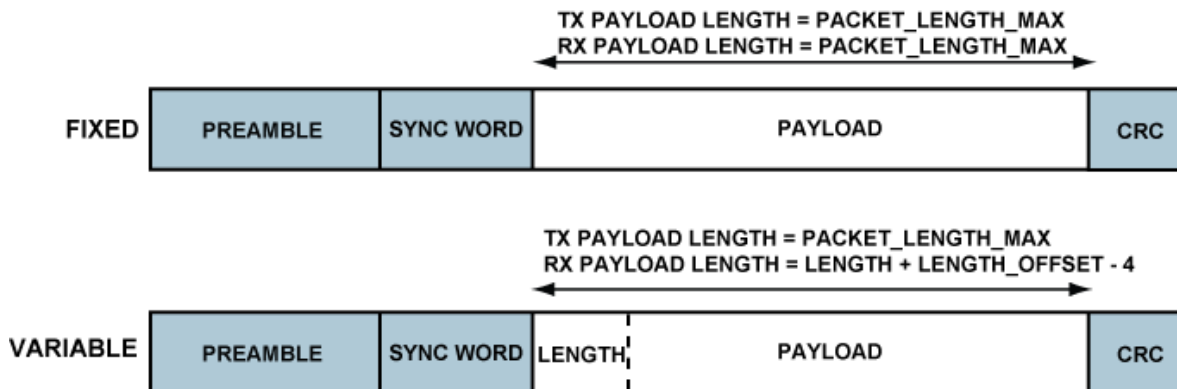 TX PAYLOAD LENGTH = PACKET_LENGTH_MAX
RX PAYLOAD LENGTH = PACKET_LENGTH_MAX
FIXED PREAMBLE SYNC WORD PAYLOAD CRC
TX PAYLOAD LENGTH = PACKET_LENGTH_MAX
RX PAYLOAD LENGTH = LENGTH + LENGTH_OFFSET - 4
VARIABLE PREAMBLE SYNC WORD LENGTH PAYLOAD CRC